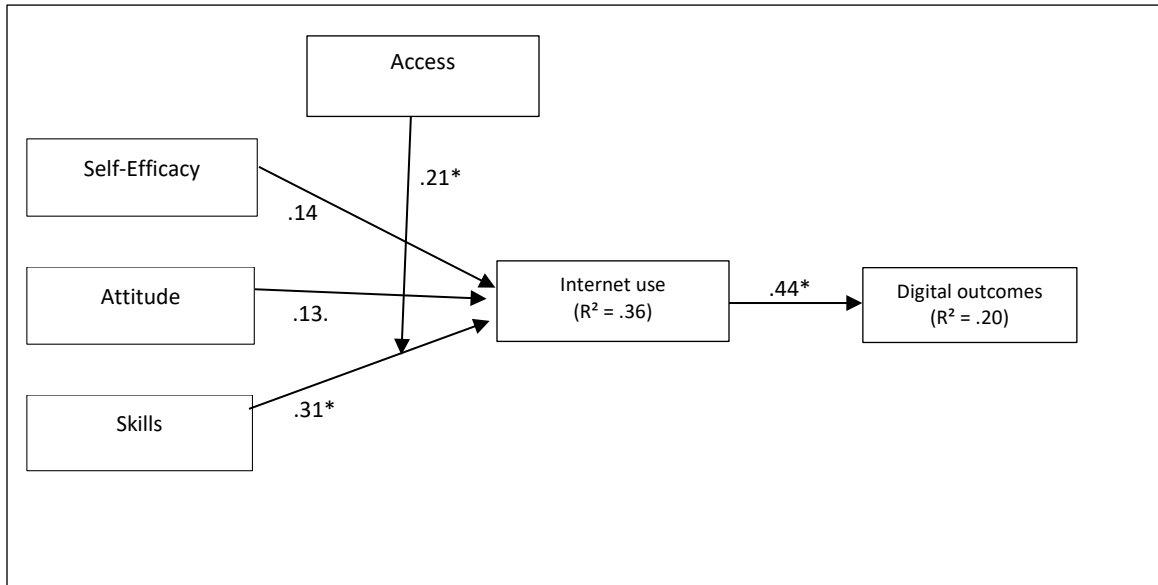 Access
Self-Efficacy
.21*
.14
Attitude
.13.
Internet use
(R² = .36)
.44*
Digital outcomes
(R² = .20)
Skills
.31*